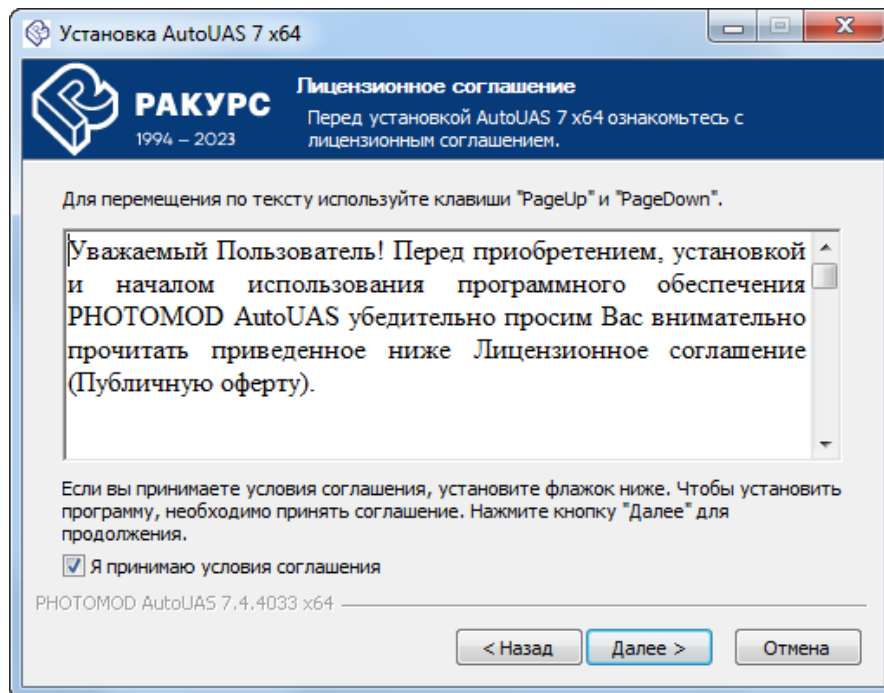 Установка AutoUAS 7 x64
РАКУРС
1994 – 2023
Лицензионное соглашение
Перед установкой AutoUAS 7 x64 ознакомьтесь с
лицензионным соглашением.
Для перемещения по тексту используйте клавиши "PageUp" и "PageDown".
Уважаемый Пользователь! Перед приобретением, установкой
и началом использования программного обеспечения
PHOTOMOD AutoUAS убедительно просим Вас внимательно
прочитать приведенное ниже Лицензионное соглашение
(Публичную оферту).
Если вы принимаете условия соглашения, установите флажок ниже. Чтобы установить
программу, необходимо принять соглашение. Нажмите кнопку "Далее" для
продолжения.
Я принимаю условия соглашения
PHOTOMOD AutoUAS 7.4.4033 x64
< Назад
Далее >
Отмена